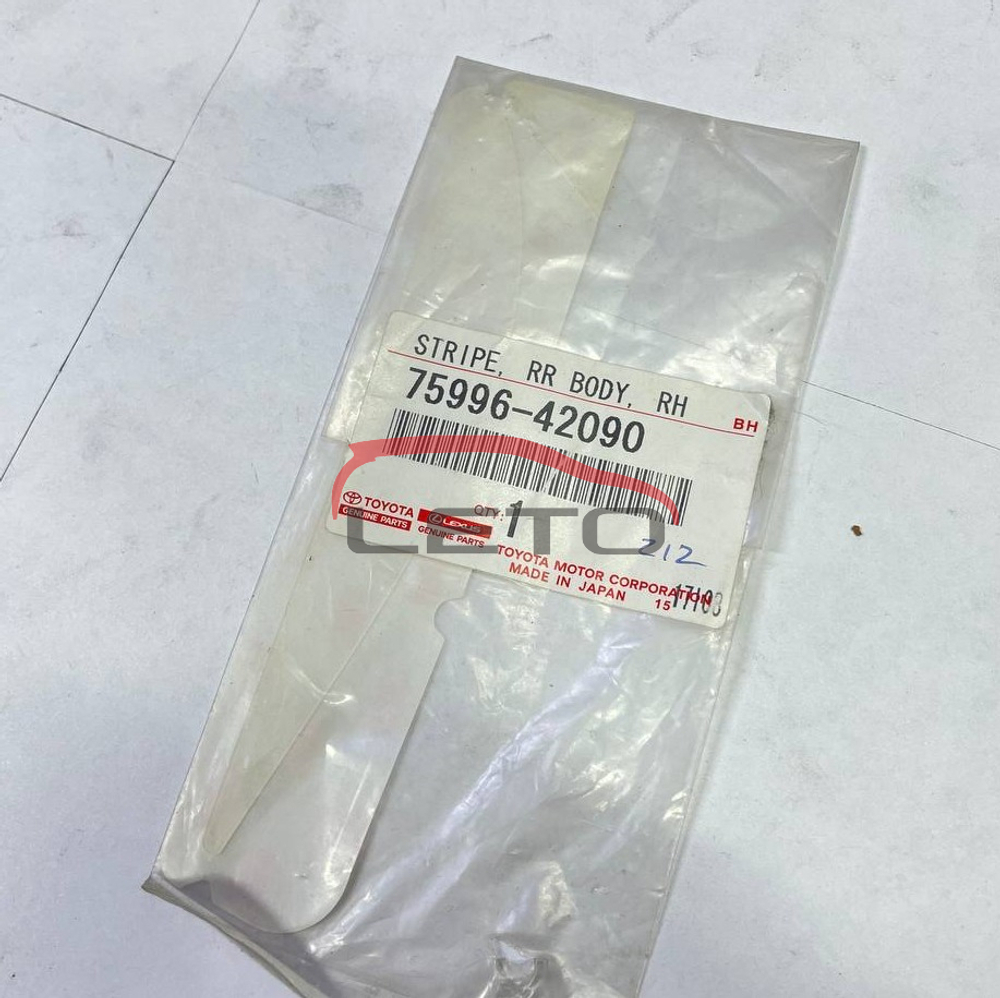 STRIPE, RR BODY, RH
75996-42090
BH
TOYOTA
GENUINE PARTS
LEXUS
GENUINE PARTS
QTY: 1
LETO
212
TOYOTA MOTOR CORPORATION
MADE IN JAPAN 15